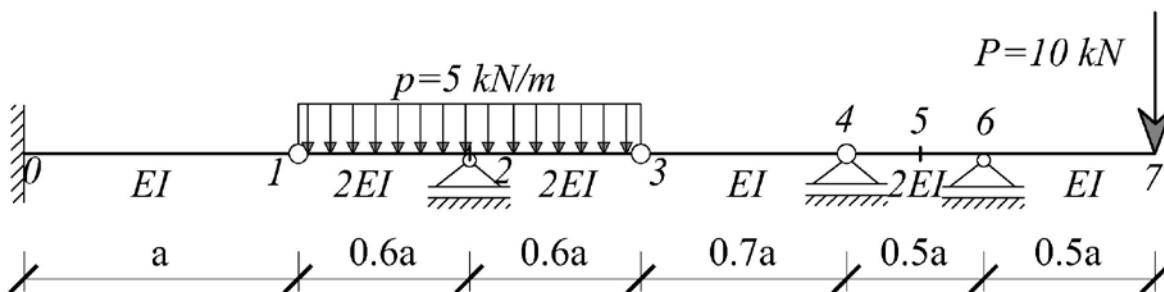 P=10 kN
p=5 kN/m
0 1 2 3 4 5 6 7
EI 2EI 2EI EI 2EI EI
a 0.6a 0.6a 0.7a 0.5a 0.5a